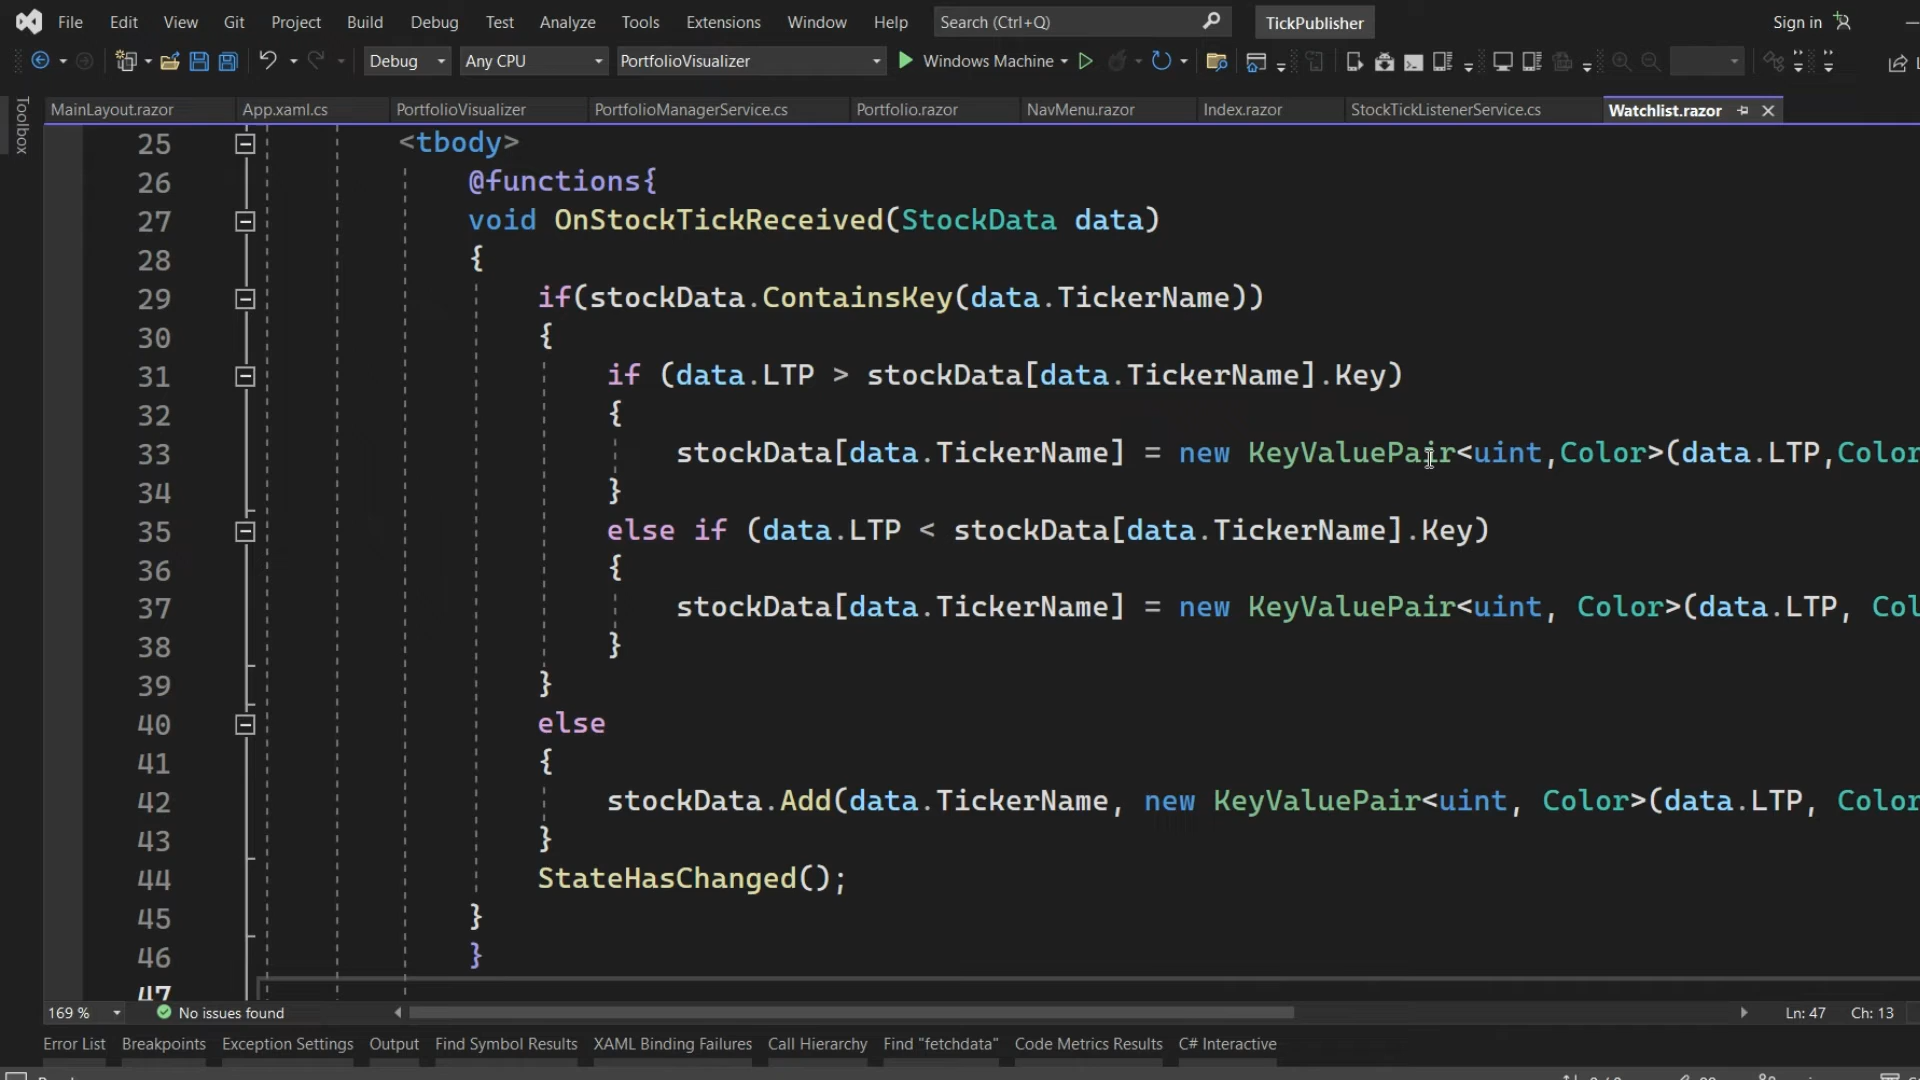 File Edit View Git Project Build Debug Test Analyze Tools Extensions Window Help Search (Ctrl+Q) TickPublisher Sign in
Debug Any CPU PortfolioVisualizer Windows Machine
Toolbox
MainLayout.razor App.xaml.cs PortfolioVisualizer PortfolioManagerService.cs Portfolio.razor NavMenu.razor Index.razor StockTickListenerService.cs Watchlist.razor
25 <tbody>
26 @functions{
27 void OnStockTickReceived(StockData data)
28 {
29 if(stockData.ContainsKey(data.TickerName))
30 {
31 if (data.LTP > stockData[data.TickerName].Key)
32 {
33 stockData[data.TickerName] = new KeyValuePair<uint,Color>(data.LTP,Color
34 }
35 else if (data.LTP < stockData[data.TickerName].Key)
36 {
37 stockData[data.TickerName] = new KeyValuePair<uint, Color>(data.LTP, Col
38 }
39 }
40 else
41 {
42 stockData.Add(data.TickerName, new KeyValuePair<uint, Color>(data.LTP, Color
43 }
44 StateHasChanged();
45 }
46 }
47
169 % No issues found Ln: 47 Ch: 13
Error List Breakpoints Exception Settings Output Find Symbol Results XAML Binding Failures Call Hierarchy Find "fetchdata" Code Metrics Results C# Interactive